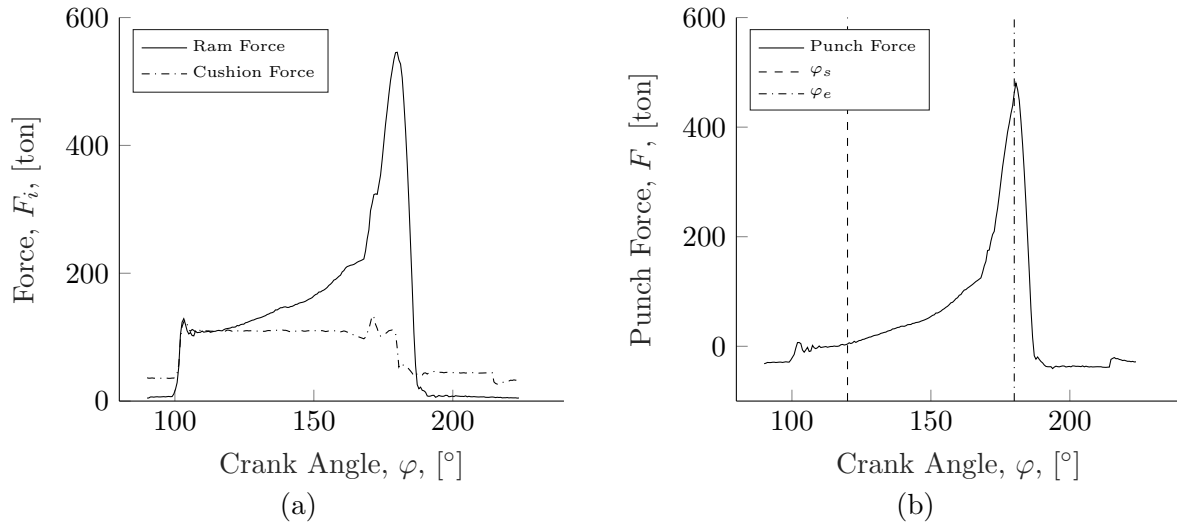 600
400
200
0
100
150
200
Force, F_i, [ton]
Crank Angle, φ, [°]
Ram Force
Cushion Force
(a)
600
400
200
0
100
150
200
Punch Force, F, [ton]
Crank Angle, φ, [°]
Punch Force
φ_s
φ_e
(b)